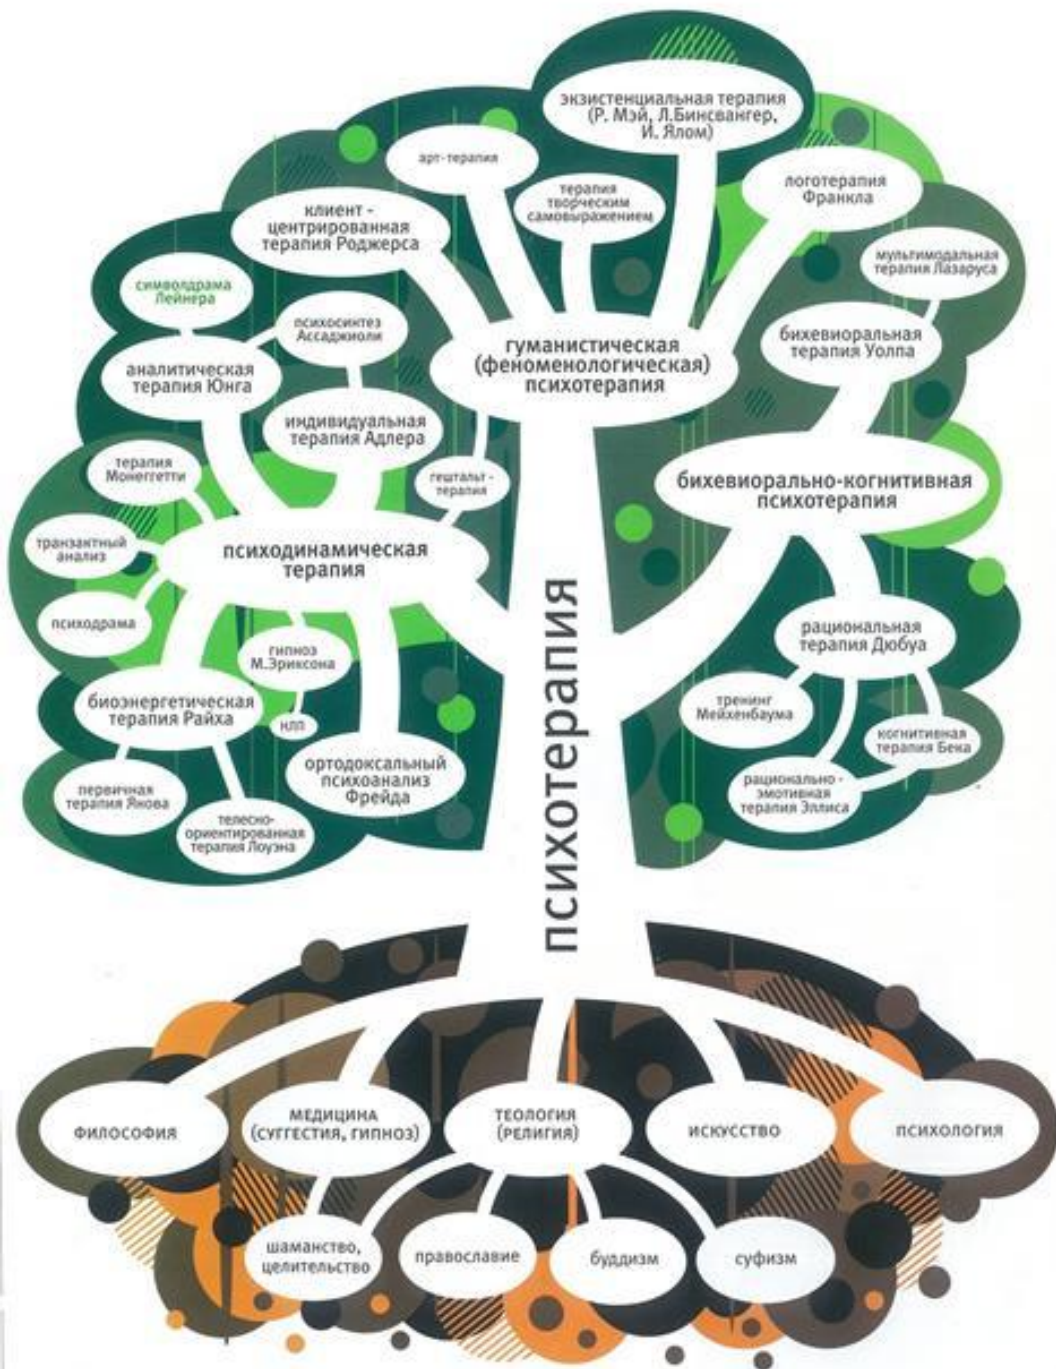 экзистенциальная терапия
(Р. Мэй, Л.Бинсвангер,
И. Ялом)
арт-терапия
терапия
творческим
самовыражением
логотерапия
Франкла
клиент -
центрированная
терапия Роджерса
мультимодальная
терапия Лазаруса
символдрама
Лейнера
психосинтез
Ассаджиоли
бихевиоральная
терапия Уолпа
гуманистическая
(феноменологическая)
психотерапия
аналитическая
терапия Юнга
индивидуальная
терапия Адлера
терапия
Монеггетти
гештальт -
терапия
бихевиорально-когнитивная
психотерапия
транзактный
анализ
психодинамическая
терапия
психодрама
гипноз
М.Эриксона
рациональная
терапия Дюбуа
биоэнергетическая
терапия Райха
нлп
тренинг
Мейхенбаума
когнитивная
терапия Бека
ортодоксальный
психоанализ
Фрейда
первичная
терапия Янова
рационально -
эмотивная
терапия Эллиса
телесно-
ориентированная
терапия Лоуэна
психотерапия
ФИЛОСОФИЯ
МЕДИЦИНА
(СУГГЕСТИЯ, ГИПНОЗ)
ТЕОЛОГИЯ
(РЕЛИГИЯ)
ИСКУССТВО
ПСИХОЛОГИЯ
шаманство,
целительство
православие
буддизм
суфизм